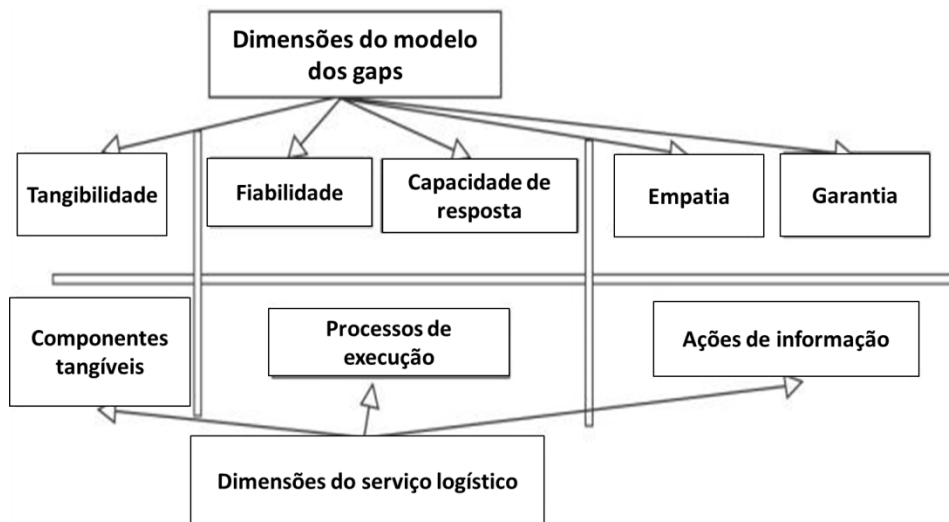 Dimensões do modelo
dos gaps
Tangibilidade
Fiabilidade
Capacidade de
resposta
Empatia
Garantia
Componentes
tangíveis
Processos de
execução
Ações de informação
Dimensões do serviço logístico